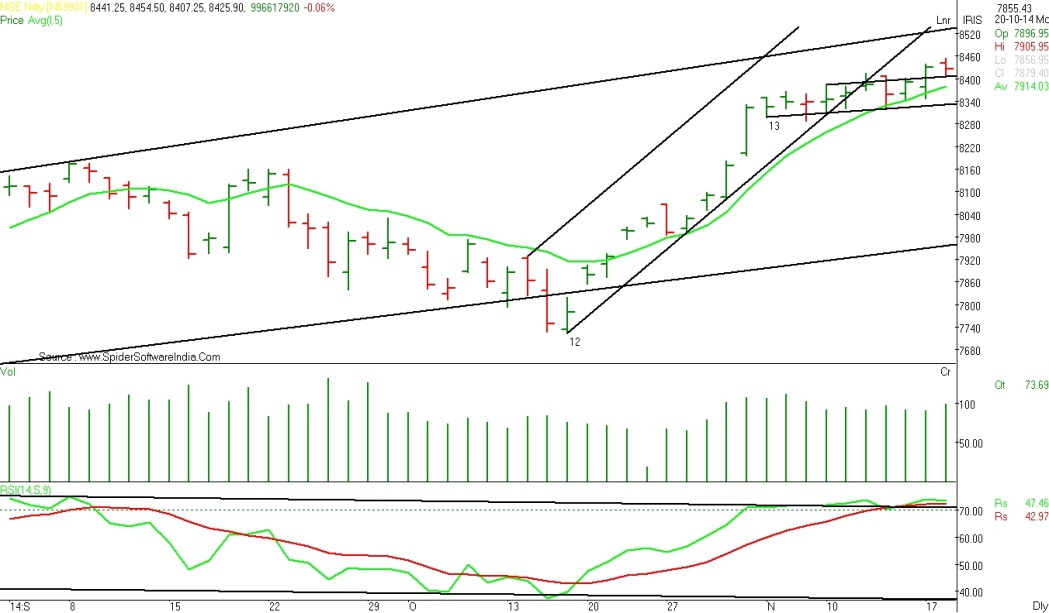 NSE Nifty [N59901] 8441.25, 8454.50, 8407.25, 8425.90, 996617920 -0.06%
Price Avg(I,5)
Lnr IRIS
7855.43
20-10-14 Mo
Op 7896.95
Hi 7905.95
Lo 7856.95
Cl 7879.40
Av 7914.03
8520
8460
8400
8340
8280
8220
8160
8100
8040
7980
7920
7860
7800
7740
7680
13
12
Source : www.SpiderSoftwareIndia.Com
Vol Cr
Qt 73.69
100
50.00
RSI(14,S,9)
Rs 47.46
Rs 42.97
70.00
60.00
50.00
40.00
14:S 8 15 22 29 O 13 20 27 N 10 17 Dly